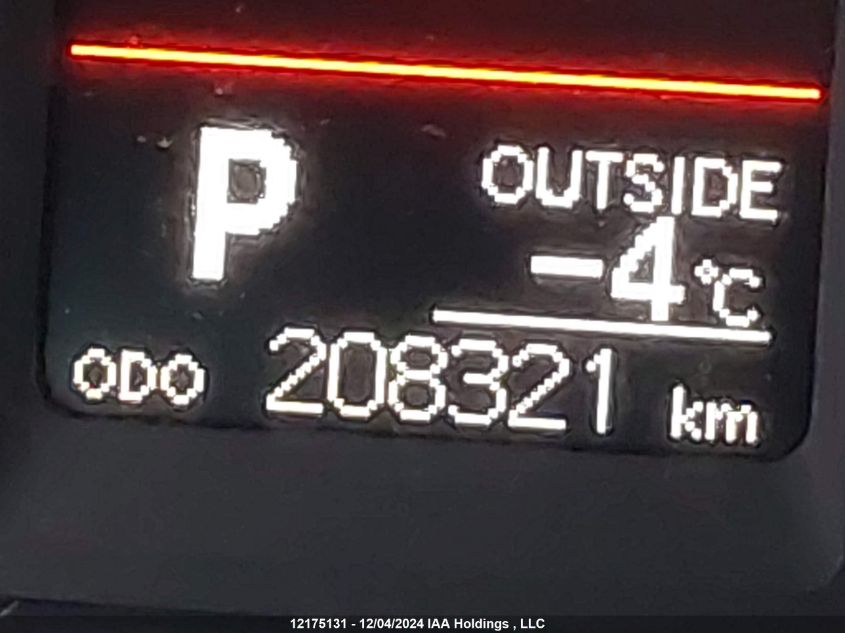 P
OUTSIDE
-4°C
ODO 208321 km
12175131 - 12/04/2024 IAA Holdings , LLC